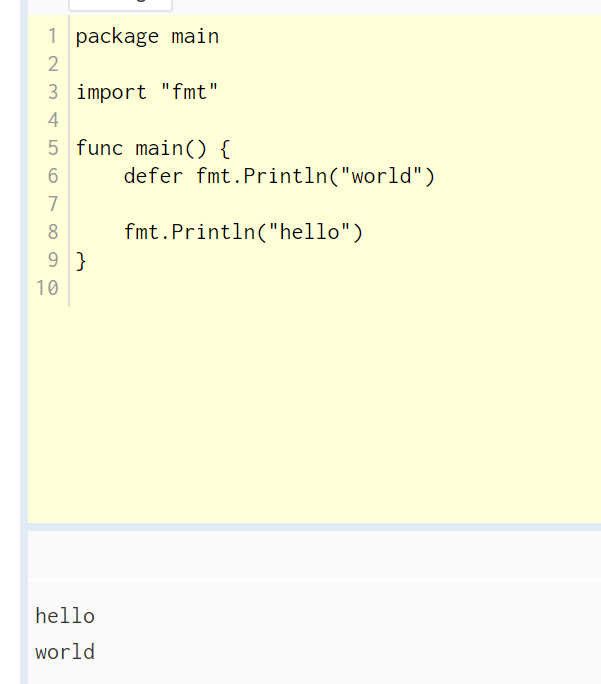 1 package main
2
3 import "fmt"
4
5 func main() {
6     defer fmt.Println("world")
7
8     fmt.Println("hello")
9 }
10
hello
world